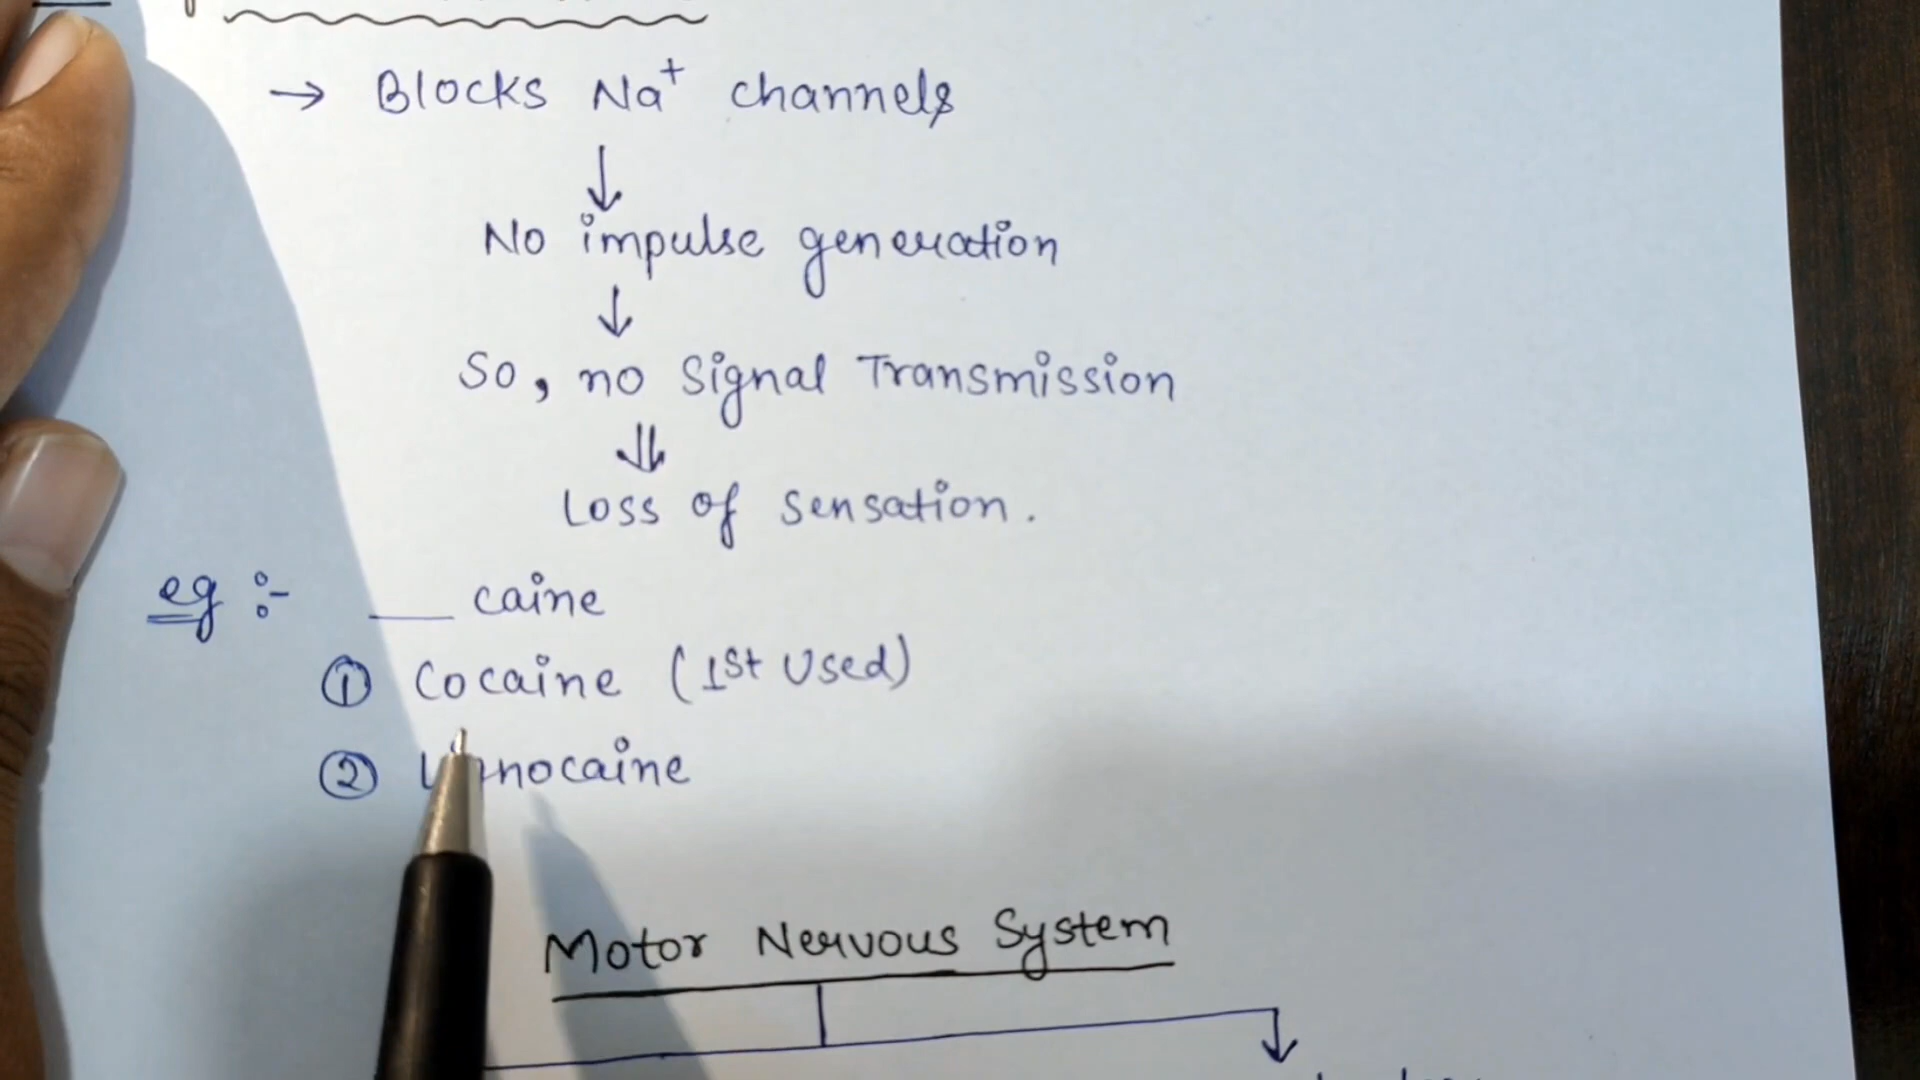 → Blocks Na⁺ channels
↓
No impulse generation
↓
So, no Signal Transmission
⇓
Loss of sensation.
eg :- ___ caine
① Cocaine (1st Used)
②
Motor Nervous System